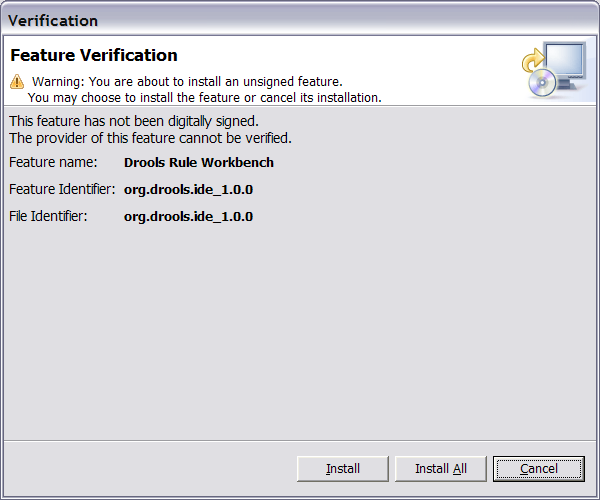 Verification
Feature Verification
Warning: You are about to install an unsigned feature.
You may choose to install the feature or cancel its installation.
This feature has not been digitally signed.
The provider of this feature cannot be verified.
Feature name: Drools Rule Workbench
Feature Identifier: org.drools.ide_1.0.0
File Identifier: org.drools.ide_1.0.0
Install Install All Cancel